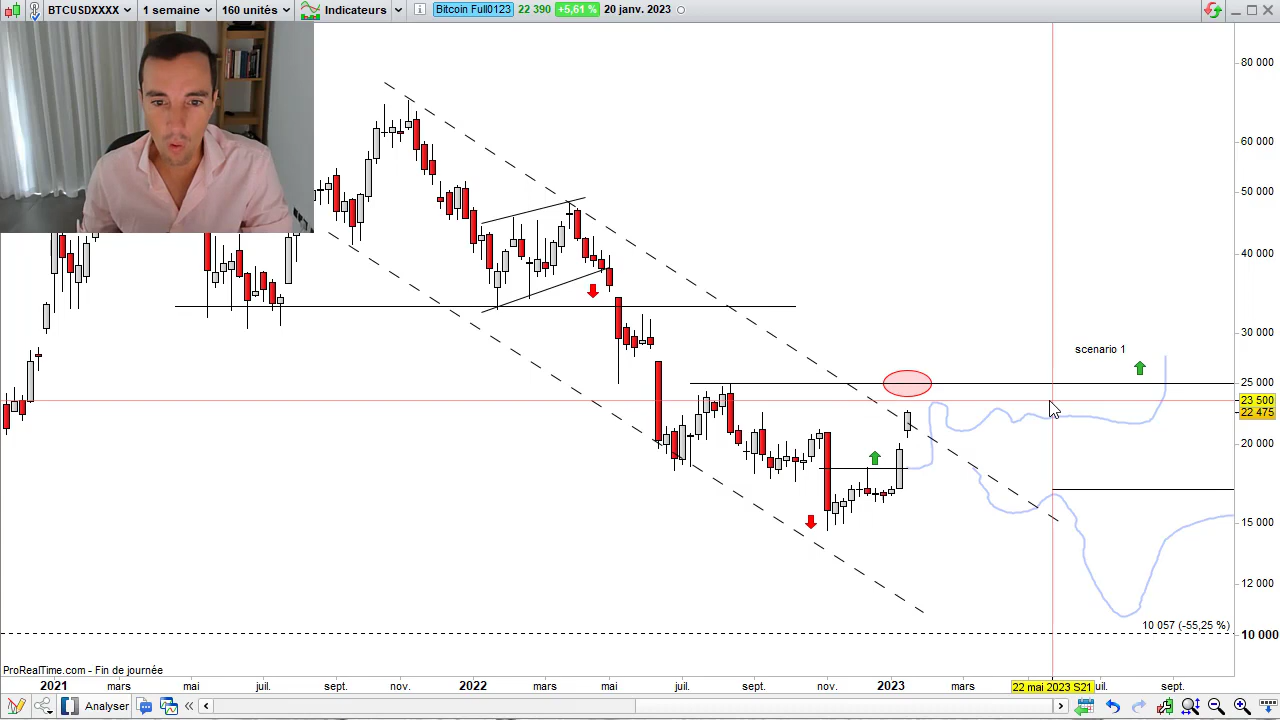 BTCUSDXXXX 1 semaine 160 unités Indicateurs Bitcoin Full0123 22 390 +5,61 % 20 janv. 2023
80 000
60 000
50 000
40 000
30 000
scenario 1
25 000
23 500
22 475
20 000
15 000
12 000
10 057 (-55,25 %)
10 000
ProRealTime.com - Fin de journée
2021 mars mai juil. sept. nov. 2022 mars mai juil. sept. nov. 2023 mars 22 mai 2023 S21 uil. sept.
Analyser